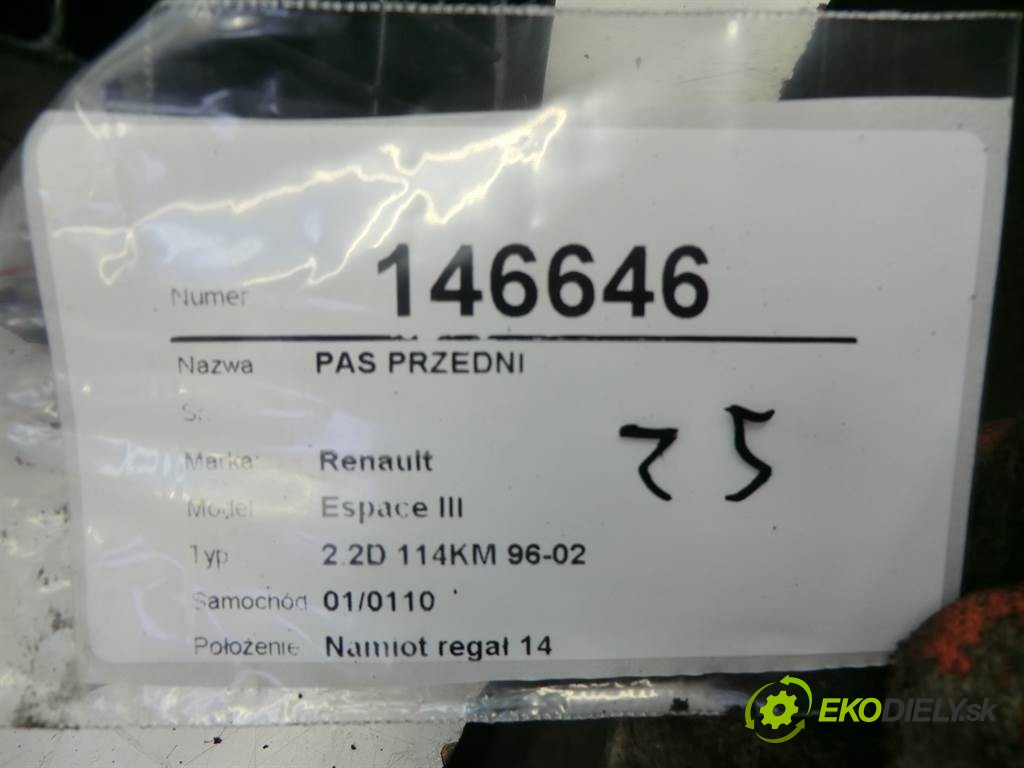 Numer 146646
Nazwa PAS PRZEDNI
Marka: Renault
Model Espace III
Typ 2.2D 114KM 96-02
Samochód 01/0110
Położenie Namiot regał 14
EKODIELY.sk